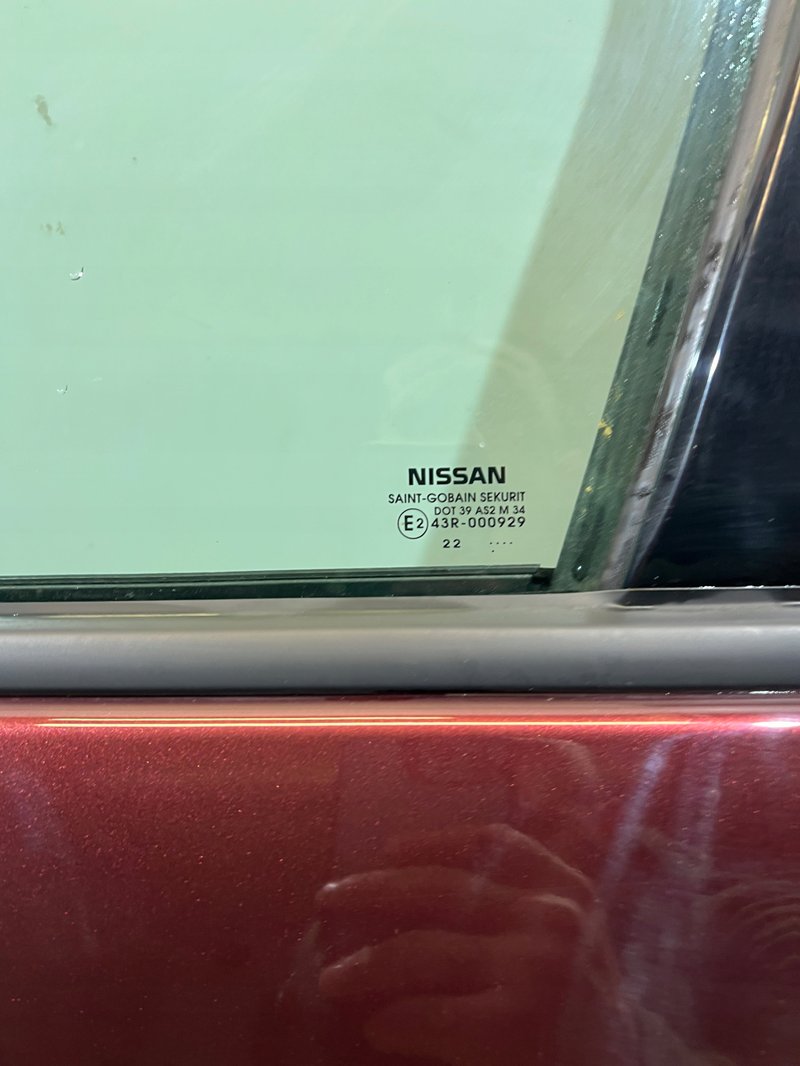 NISSAN
SAINT-GOBAIN SEKURIT
DOT 39 AS2 M 34
E2 43R-000929
22 ....
.